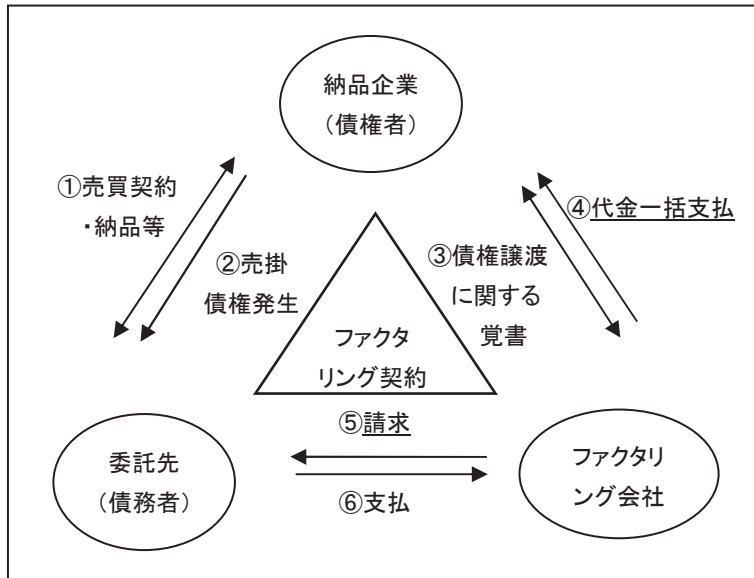 納品企業
（債権者）
①売買契約
・納品等
②売掛
債権発生
③債権譲渡
に関する
覚書
④代金一括支払
ファクタ
リング契約
⑤請求
⑥支払
委託先
（債務者）
ファクタリ
ング会社